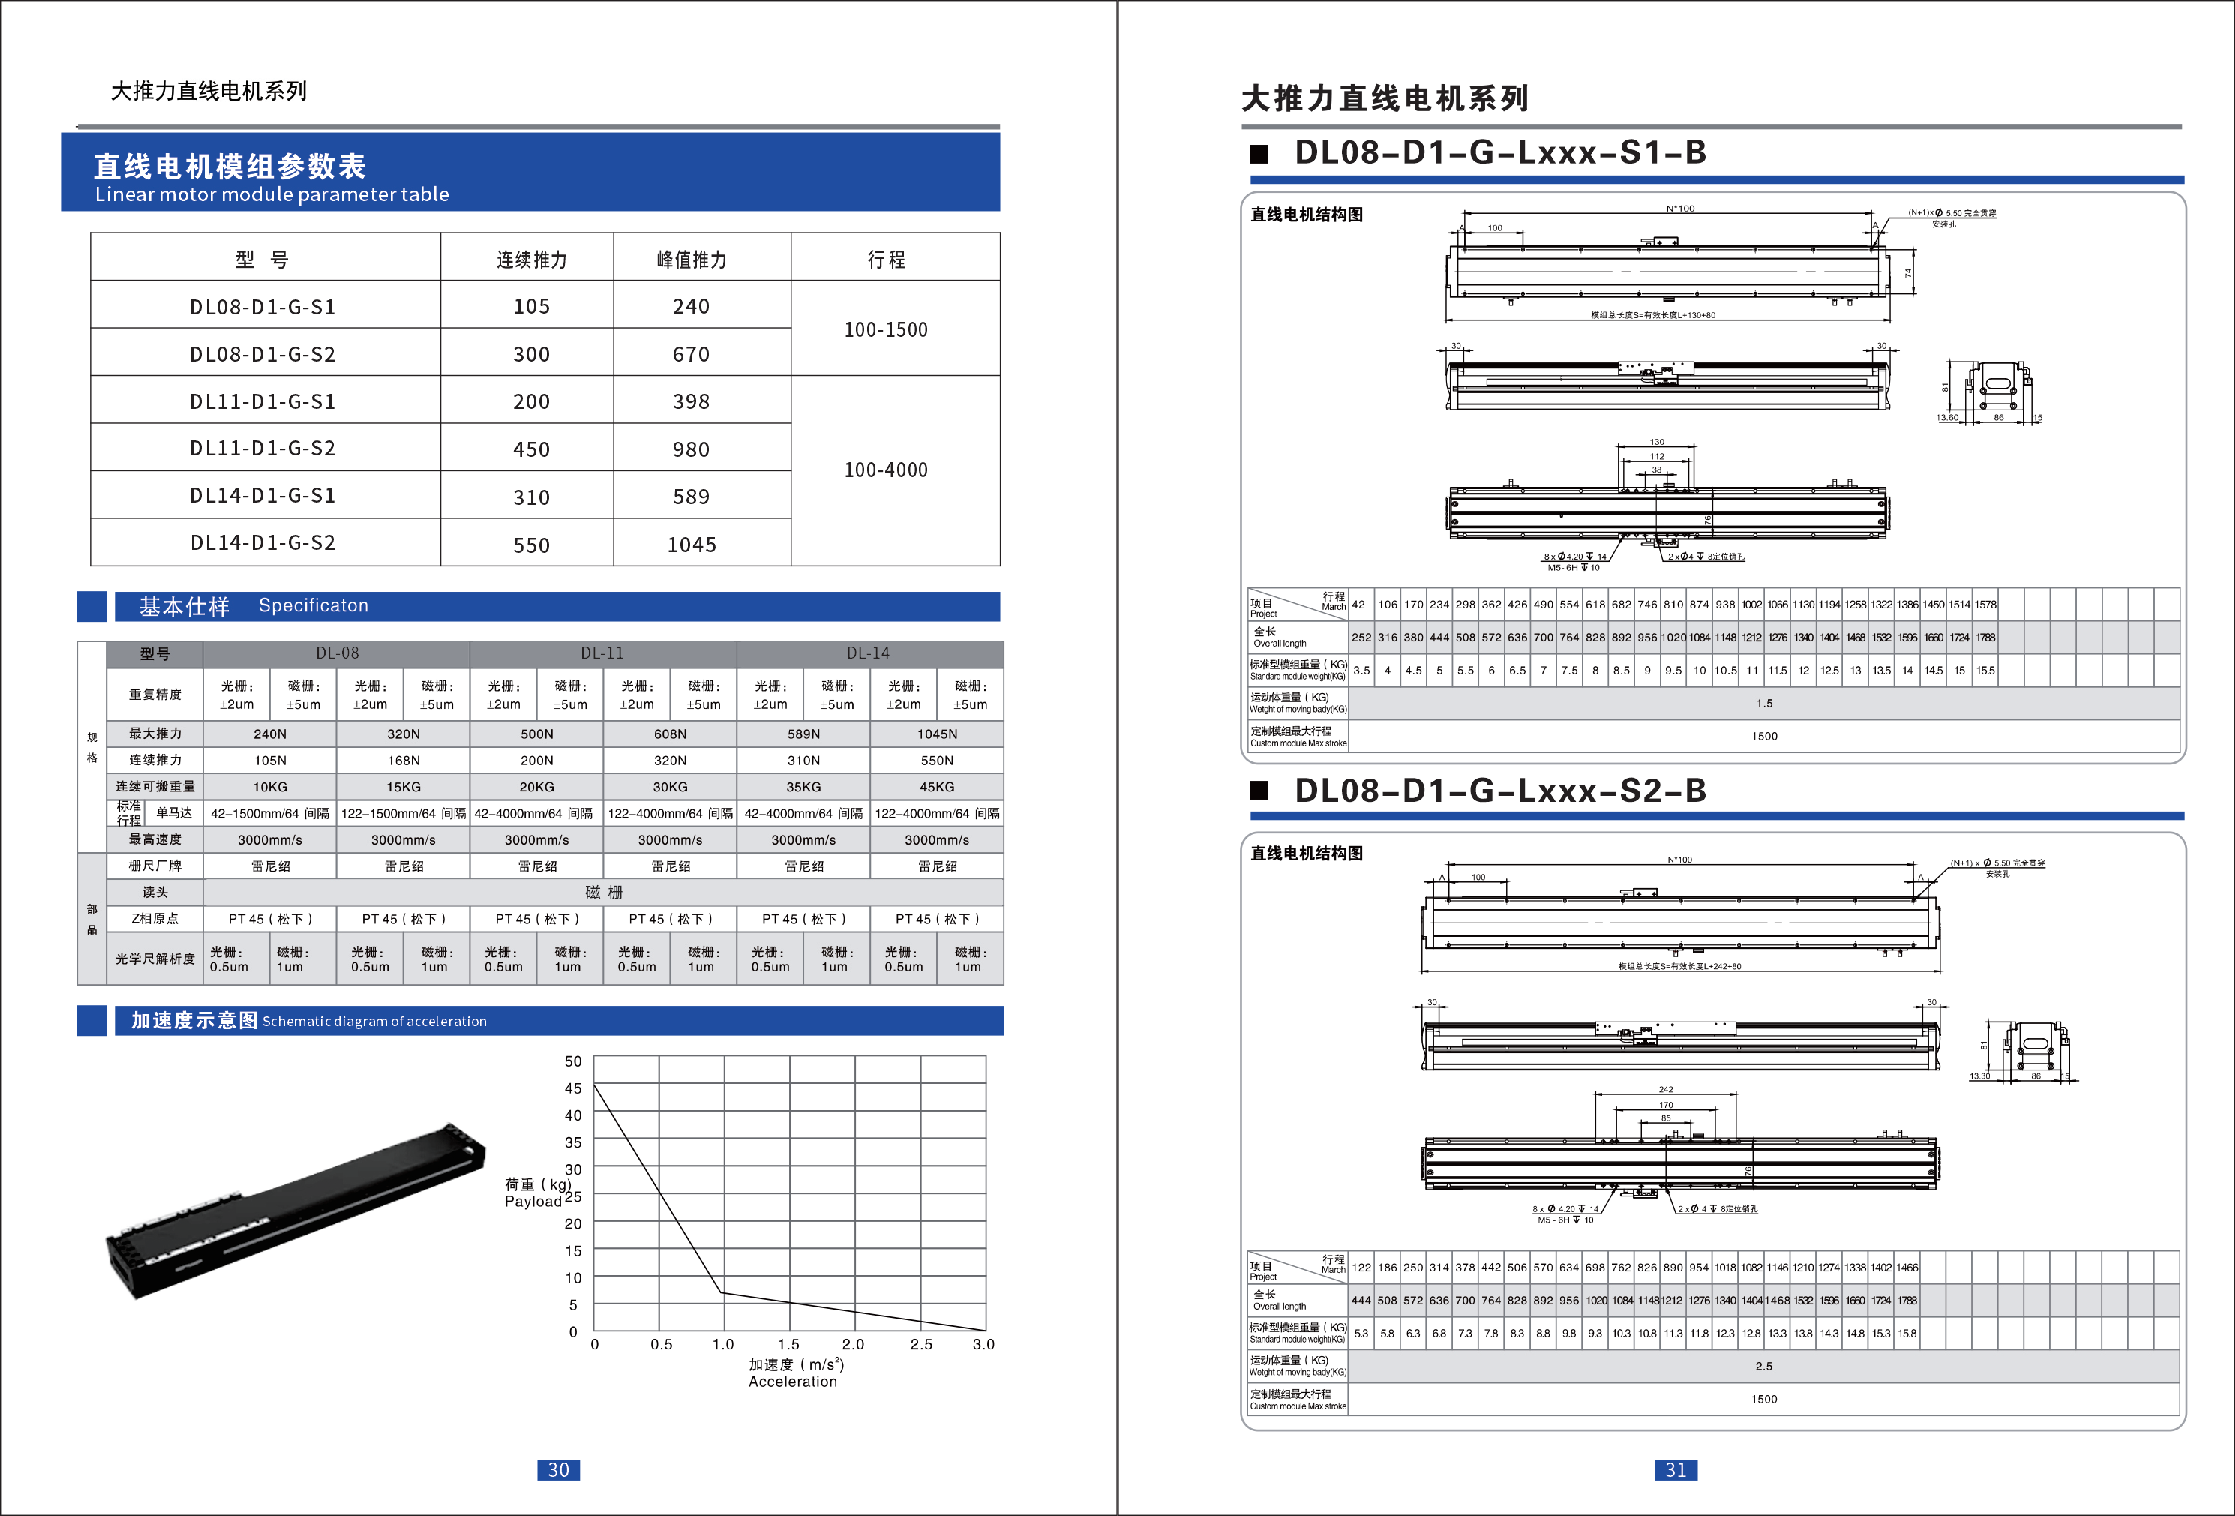 大推力直线电机系列
直线电机模组参数表
Linear motor module parameter table
型 号 连续推力 峰值推力 行程
DL08-D1-G-S1 105 240 100-1500
DL08-D1-G-S2 300 670
DL11-D1-G-S1 200 398 100-4000
DL11-D1-G-S2 450 980
DL14-D1-G-S1 310 589
DL14-D1-G-S2 550 1045
基本仕样 Specificaton
规格
型号 DL-08 DL-11 DL-14
重复精度 光栅: ±2um 磁栅: ±5um 光栅: ±2um 磁栅: ±5um 光栅: ±2um 磁栅: ±5um 光栅: ±2um 磁栅: ±5um 光栅: ±2um 磁栅: ±5um 光栅: ±2um 磁栅: ±5um
最大推力 240N 320N 500N 608N 589N 1045N
连续推力 105N 168N 200N 320N 310N 550N
连续可搬重量 10KG 15KG 20KG 30KG 35KG 45KG
标准行程 单马达 42-1500mm/64 间隔 122-1500mm/64 间隔 42-4000mm/64 间隔 122-4000mm/64 间隔 42-4000mm/64 间隔 122-4000mm/64 间隔
最高速度 3000mm/s 3000mm/s 3000mm/s 3000mm/s 3000mm/s 3000mm/s
部品
栅尺厂牌 雷尼绍 雷尼绍 雷尼绍 雷尼绍 雷尼绍 雷尼绍
读头 磁 栅
Z相原点 PT 45（松下） PT 45（松下） PT 45（松下） PT 45（松下） PT 45（松下） PT 45（松下）
光学尺解析度 光栅: 0.5um 磁栅: 1um 光栅: 0.5um 磁栅: 1um 光栅: 0.5um 磁栅: 1um 光栅: 0.5um 磁栅: 1um 光栅: 0.5um 磁栅: 1um 光栅: 0.5um 磁栅: 1um
加速度示意图 Schematic diagram of acceleration
50
45
40
35
30
荷重（kg）
Payload
25
20
15
10
5
0
0 0.5 1.0 1.5 2.0 2.5 3.0
加速度（m/s²）
Acceleration
30
大推力直线电机系列
■ DL08-D1-G-Lxxx-S1-B
直线电机结构图
N*100
(N+1)xØ 5.50 完全贯穿
安装孔
A 100 A
74
模组总长度S=有效长度L+130+80
30 30
81
13.60 86 15
130
112
38
76
8 x Ø 4.20 ↧ 14
M5 - 6H ↧ 10
2 xØ4 ↧ 8定位销孔
项目 Project 行程 March 42 106 170 234 298 362 426 490 554 618 682 746 810 874 938 1002 1066 1130 1194 1258 1322 1386 1450 1514 1578
全长 Overall length 252 316 380 444 508 572 636 700 764 828 892 956 1020 1084 1148 1212 1276 1340 1404 1468 1532 1596 1660 1724 1788
标准型模组重量（KG） Standard module weight(KG) 3.5 4 4.5 5 5.5 6 6.5 7 7.5 8 8.5 9 9.5 10 10.5 11 11.5 12 12.5 13 13.5 14 14.5 15 15.5
运动体重量（KG） Weight of moving bady(KG) 1.5
定制模组最大行程 Custom module Max stroke 1500
■ DL08-D1-G-Lxxx-S2-B
直线电机结构图
N*100
(N+1) x Ø 5.50 完全贯穿
安装孔
A 100 A
模组总长度S=有效长度L+242+80
30 30
81
13.30 86 15
242
170
85
76
8 x Ø 4.20 ↧ 14
M5 - 6H ↧ 10
2 xØ 4 ↧ 8定位销孔
项目 Project 行程 March 122 186 250 314 378 442 506 570 634 698 762 826 890 954 1018 1082 1146 1210 1274 1338 1402 1466
全长 Overall length 444 508 572 636 700 764 828 892 956 1020 1084 1148 1212 1276 1340 1404 1468 1532 1596 1660 1724 1788
标准型模组重量（KG） Standard module weight(KG) 5.3 5.8 6.3 6.8 7.3 7.8 8.3 8.8 9.8 9.3 10.3 10.8 11.3 11.8 12.3 12.8 13.3 13.8 14.3 14.8 15.3 15.8
运动体重量（KG） Weight of moving bady(KG) 2.5
定制模组最大行程 Custom module Max stroke 1500
31